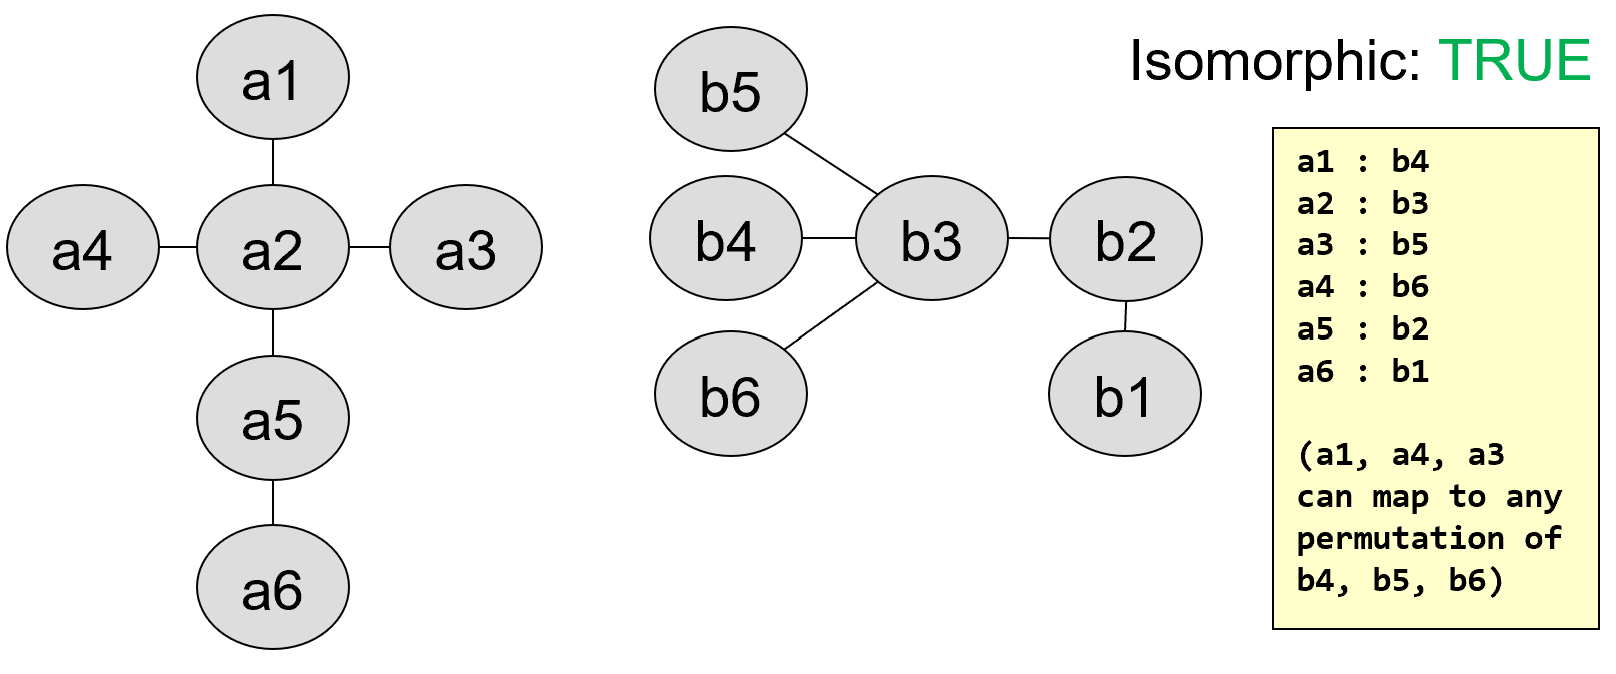 a1
a4
a2
a3
a5
a6
b5
b4
b3
b2
b6
b1
Isomorphic: TRUE
a1 : b4
a2 : b3
a3 : b5
a4 : b6
a5 : b2
a6 : b1
(a1, a4, a3
can map to any
permutation of
b4, b5, b6)